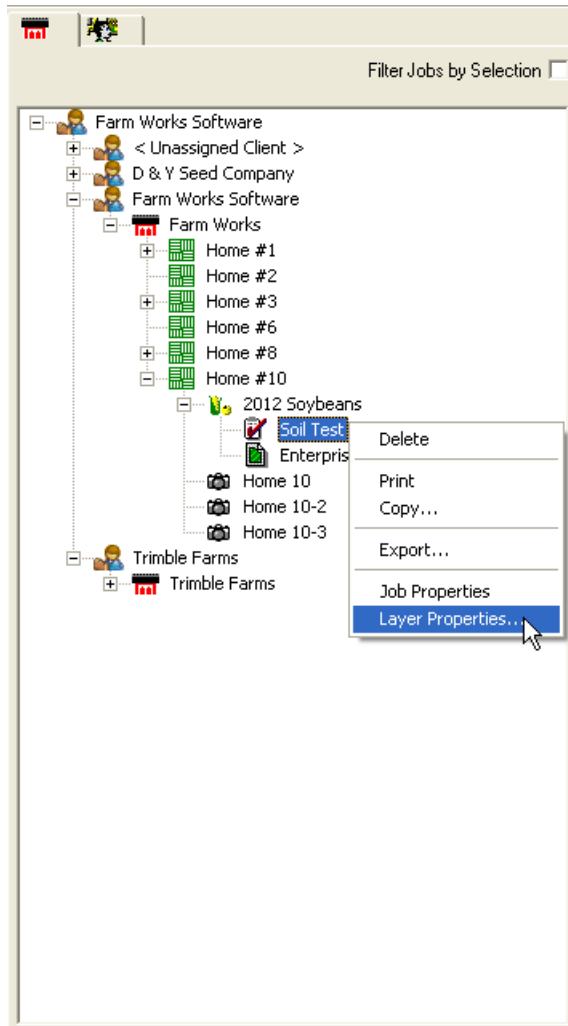 Filter Jobs by Selection
Farm Works Software
< Unassigned Client >
D & Y Seed Company
Farm Works Software
Farm Works
Home #1
Home #2
Home #3
Home #6
Home #8
Home #10
2012 Soybeans
Soil Test
Enterpris
Home 10
Home 10-2
Home 10-3
Trimble Farms
Trimble Farms
Delete
Print
Copy...
Export...
Job Properties
Layer Properties...